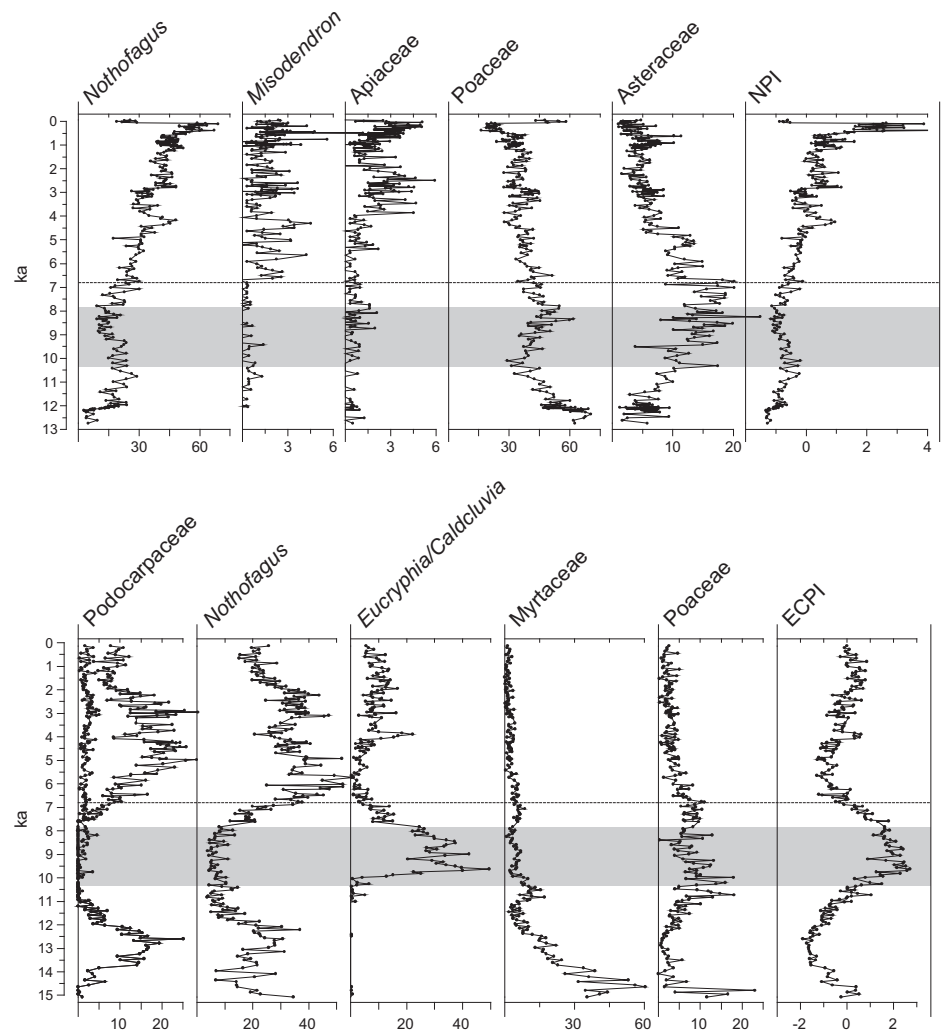 Nothofagus
Misodendron
Apiaceae
Poaceae
Asteraceae
NPI
ka
0
1
2
3
4
5
6
7
8
9
10
11
12
13
30 60
3 6
3 6
30 60
10 20
0 2 4
Podocarpaceae
Nothofagus
Eucryphia/Caldcluvia
Myrtaceae
Poaceae
ECPI
ka
0
1
2
3
4
5
6
7
8
9
10
11
12
13
14
15
10 20
20 40
20 40
30 60
10 20
-2 0 2